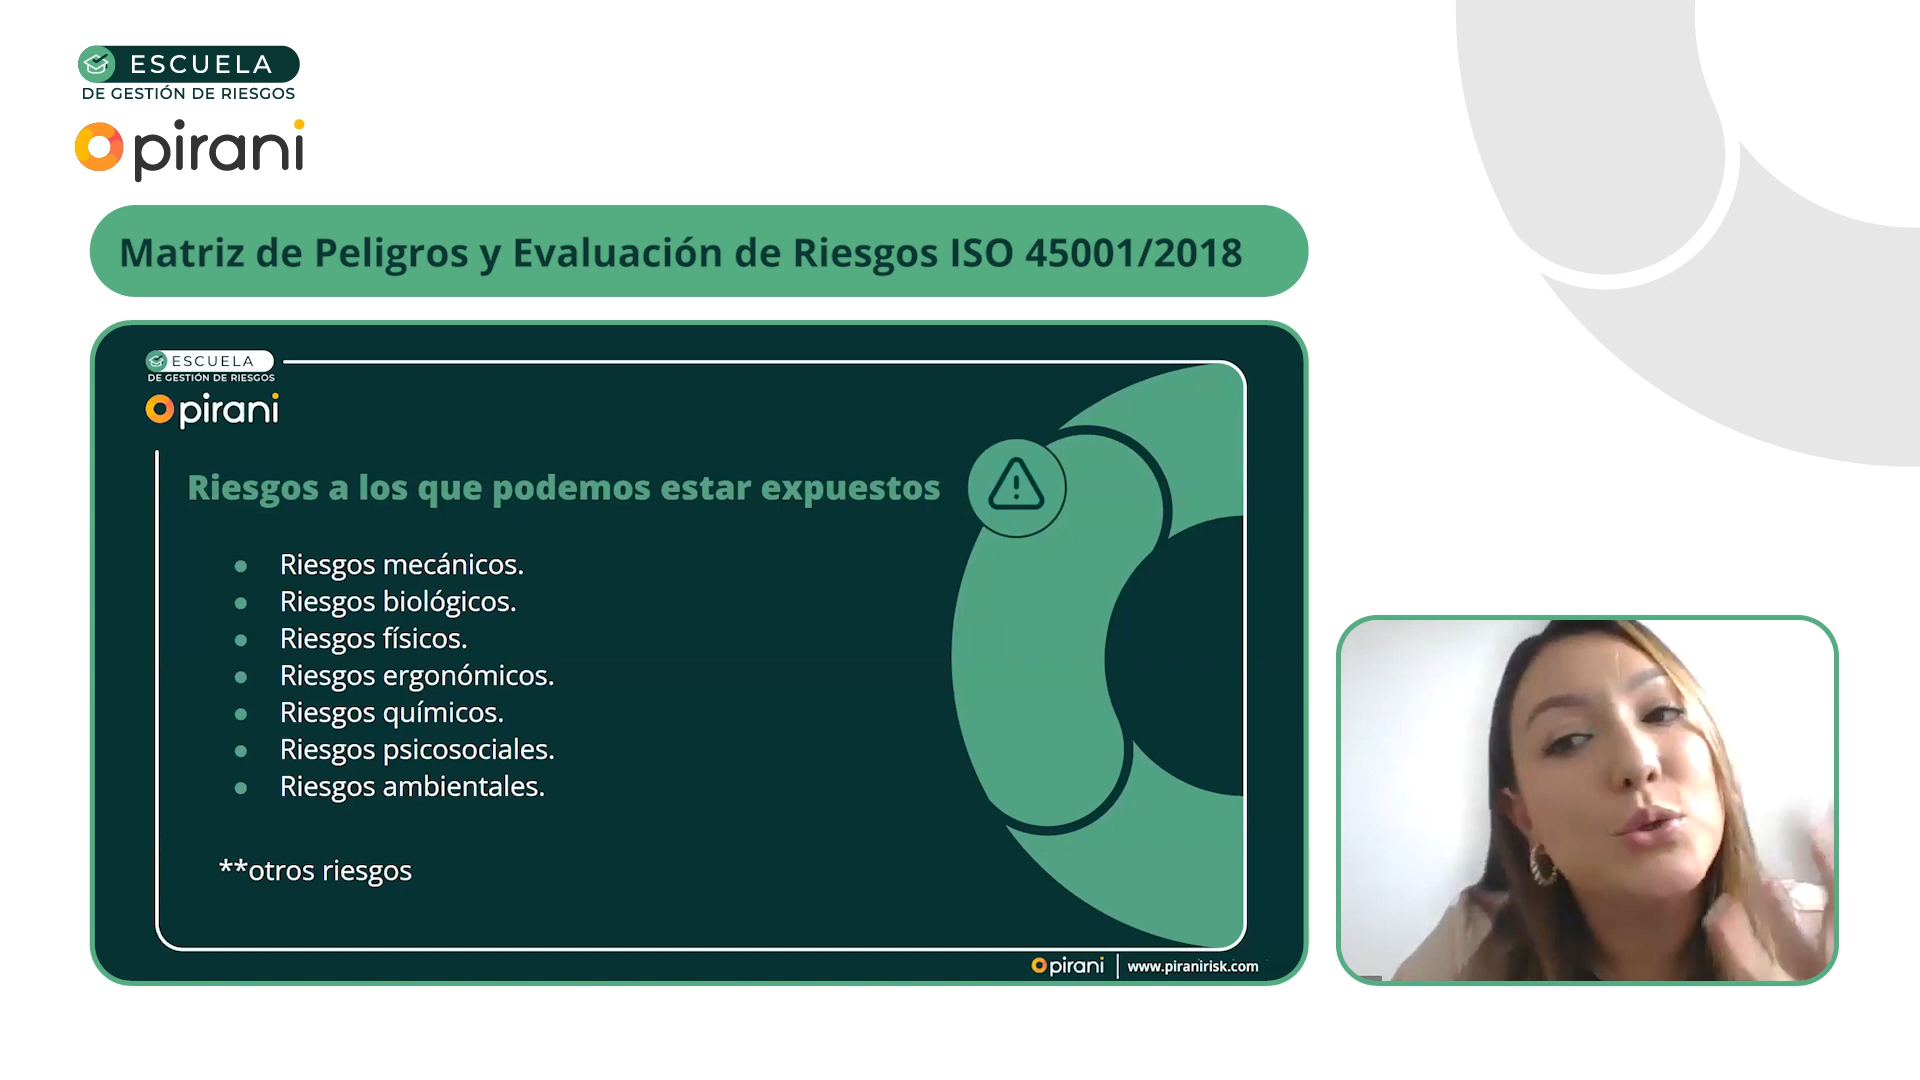 ESCUELA
DE GESTIÓN DE RIESGOS
pirani
Matriz de Peligros y Evaluación de Riesgos ISO 45001/2018
ESCUELA
DE GESTIÓN DE RIESGOS
pirani
Riesgos a los que podemos estar expuestos
Riesgos mecánicos.
Riesgos biológicos.
Riesgos físicos.
Riesgos ergonómicos.
Riesgos químicos.
Riesgos psicosociales.
Riesgos ambientales.
**otros riesgos
pirani | www.piranirisk.com